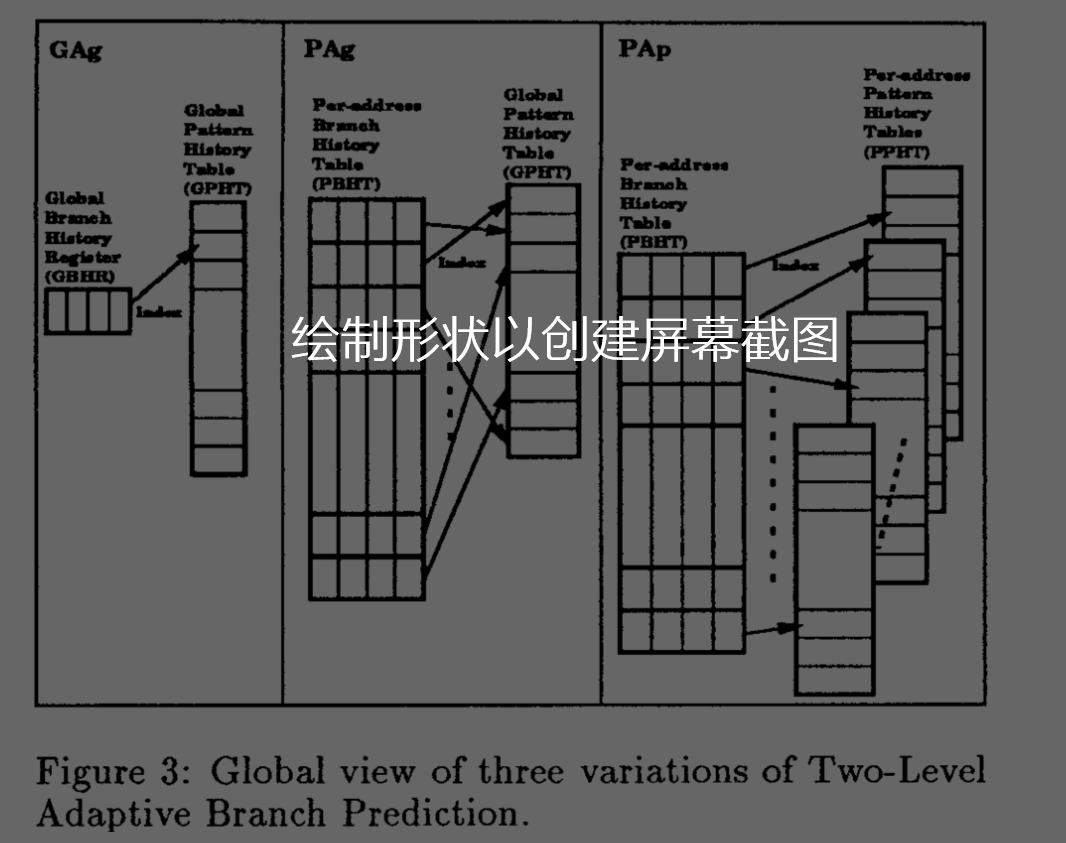 GAg
Global
Pattern
History
Table
(GPHT)
Global
Branch
History
Register
(GBHR)
Index
PAg
Per-address
Branch
History
Table
(PBHT)
Global
Pattern
History
Table
(GPHT)
Index
PAp
Per-address
Pattern
History
Tables
(PPHT)
Per-address
Branch
History
Table
(PBHT)
Index
绘制形状以创建屏幕截图
Figure 3: Global view of three variations of Two-Level
Adaptive Branch Prediction.